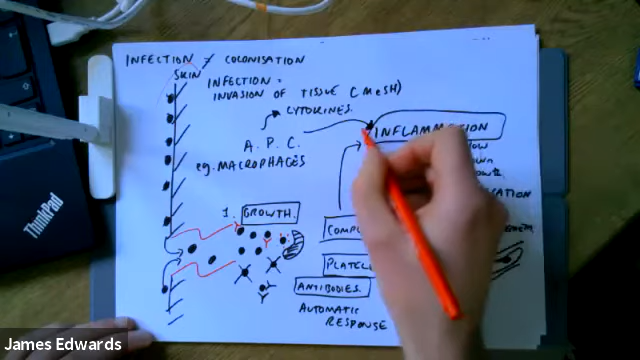 INFECTION ≠ COLONISATION
SKIN
INFECTION =
INVASION OF TISSUE (MeSH)
CYTOKINES.
A.P.C.
eg. MACROPHAGES
INFLAMMATION
1. GROWTH.
ANTIBODIES
AUTOMATIC
RESPONSE
ThinkPad
James Edwards